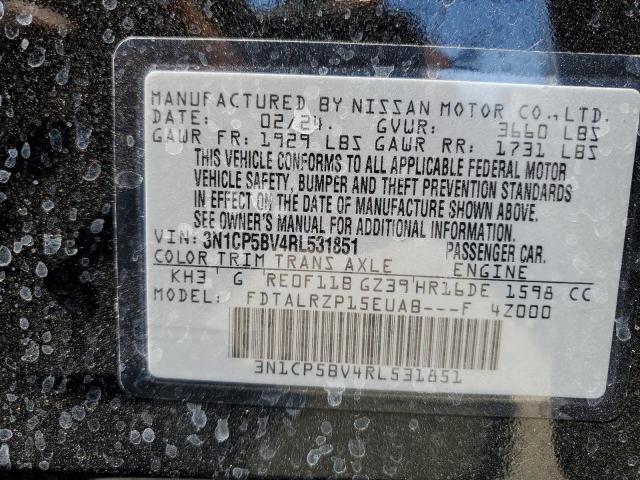 MANUFACTURED BY NISSAN MOTOR CO.,LTD.
DATE: 02/24. GVWR: 3660 LBS
GAWR FR: 1929 LBS GAWR RR: 1731 LBS
THIS VEHICLE CONFORMS TO ALL APPLICABLE FEDERAL MOTOR
VEHICLE SAFETY, BUMPER AND THEFT PREVENTION STANDARDS
IN EFFECT ON THE DATE OF MANUFACTURE SHOWN ABOVE.
SEE OWNER'S MANUAL FOR ADDITIONAL INFORMATION.
VIN: 3N1CP5BV4RL531851 PASSENGER CAR.
COLOR TRIM TRANS AXLE ENGINE
KH3 G RE0F11B GZ39 HR16DE 1598 CC
MODEL: FDTALRZP15EUAB---F 4Z000
3N1CP5BV4RL531851